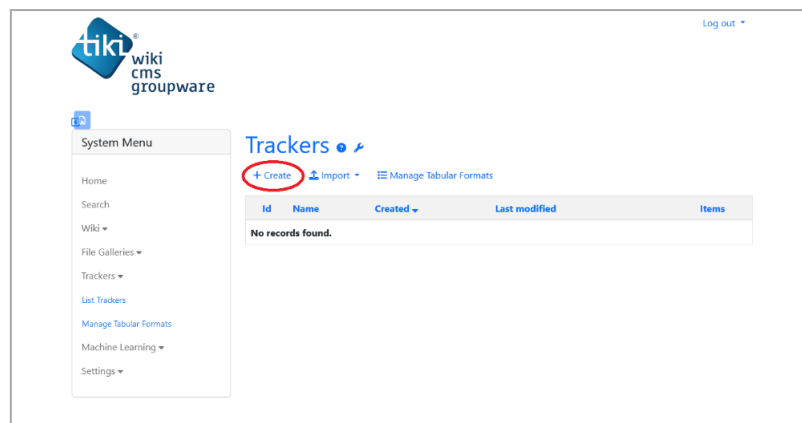 Log out
tiki®
wiki
cms
groupware
System Menu
Home
Search
Wiki
File Galleries
Trackers
List Trackers
Manage Tabular Formats
Machine Learning
Settings
Trackers
+ Create Import Manage Tabular Formats
Id Name Created Last modified Items
No records found.